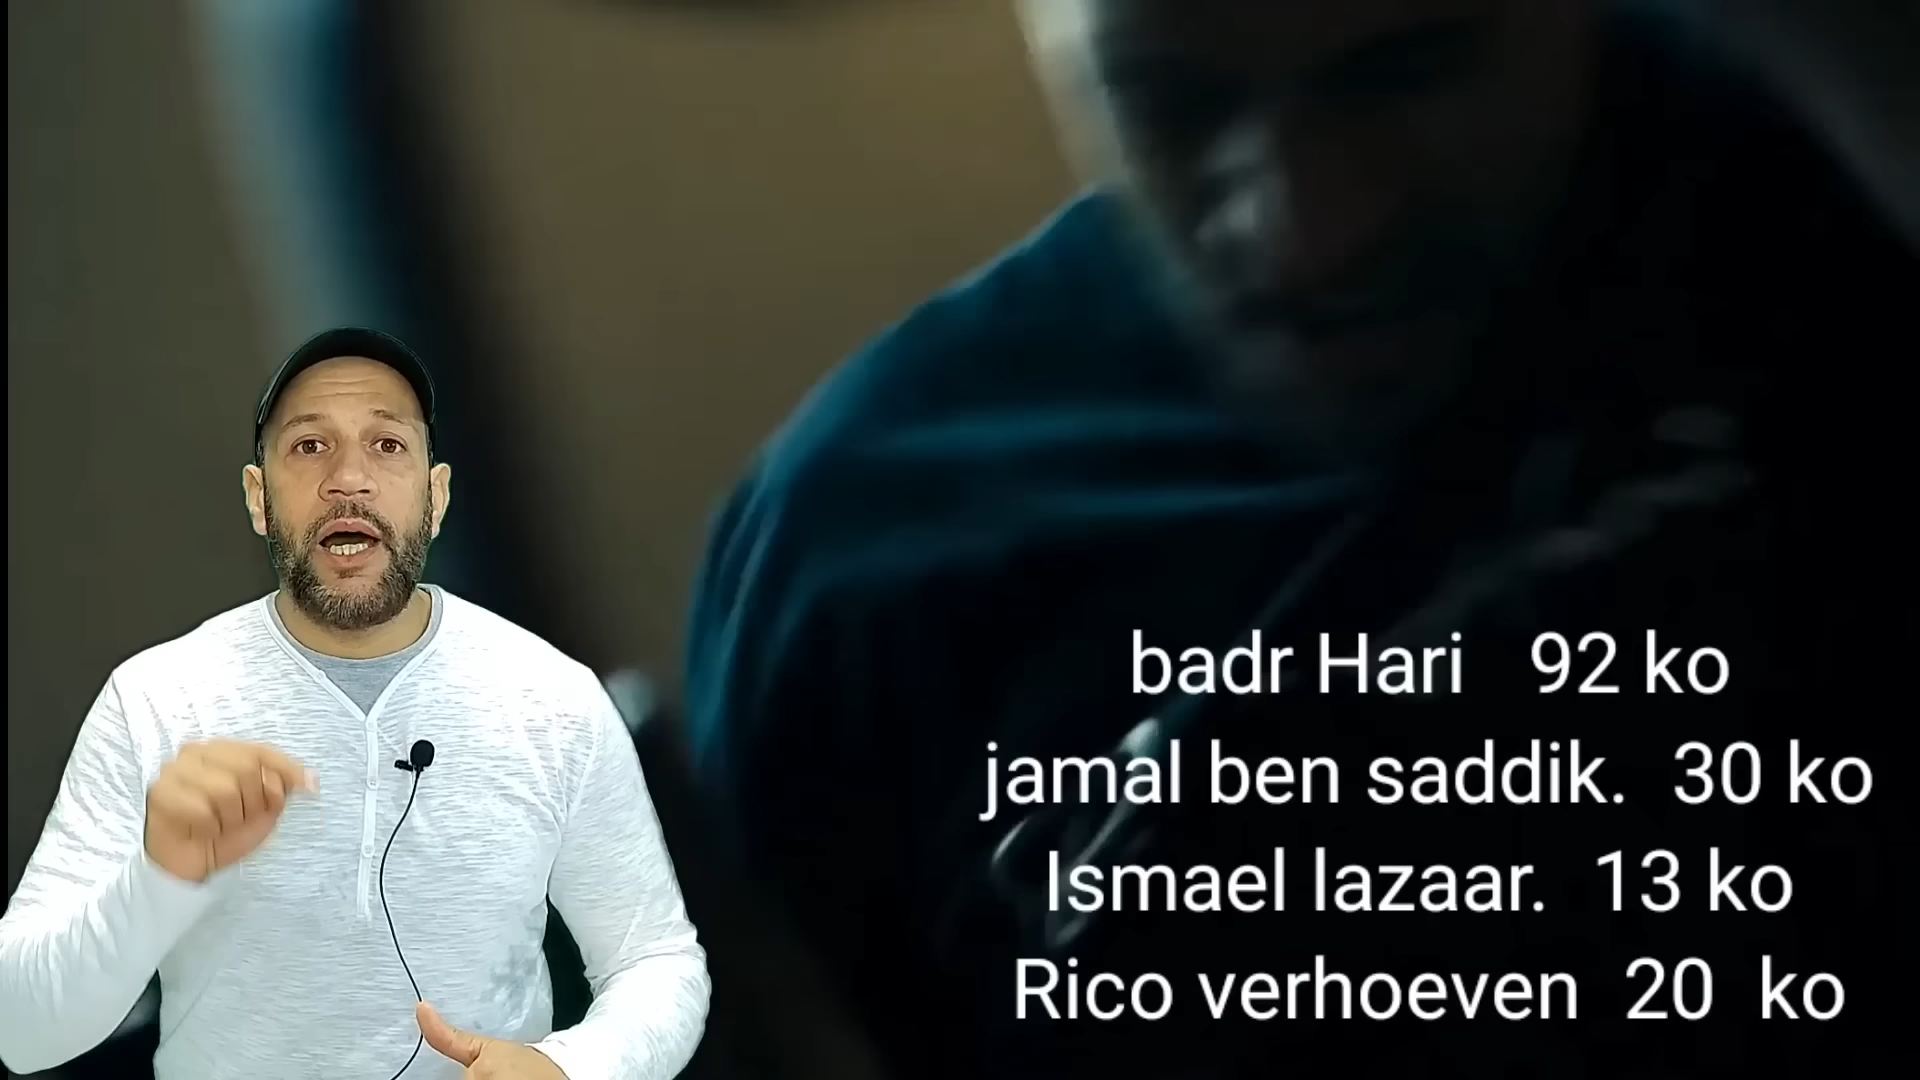 badr Hari 92 ko
jamal ben saddik. 30 ko
Ismael lazaar. 13 ko
Rico verhoeven 20 ko